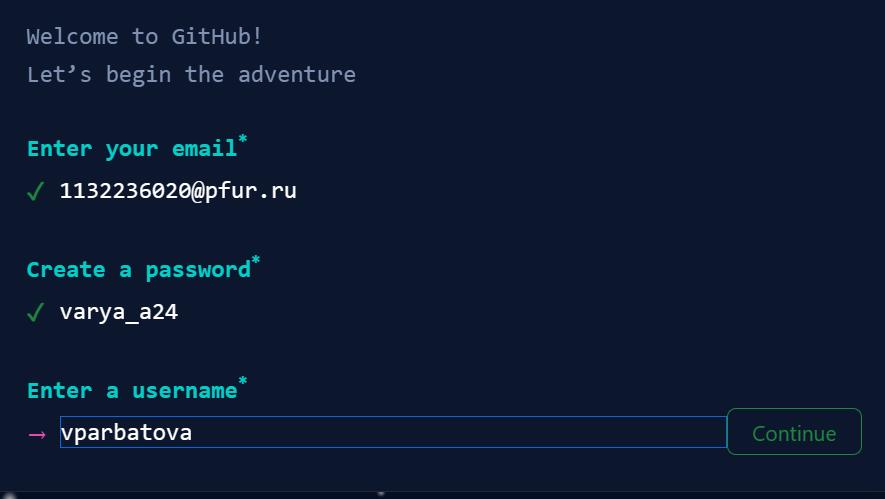 Welcome to GitHub!
Let’s begin the adventure
Enter your email*
✓ 1132236020@pfur.ru
Create a password*
✓ varya_a24
Enter a username*
→ vparbatova Continue